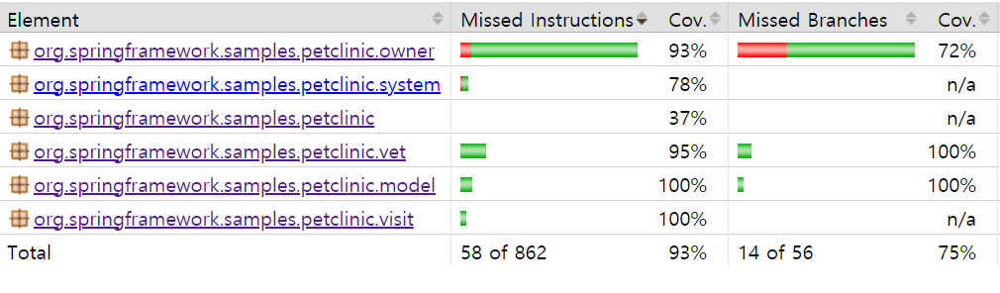 Element Missed Instructions Cov. Missed Branches Cov.
org.springframework.samples.petclinic.owner 93% 72%
org.springframework.samples.petclinic.system 78% n/a
org.springframework.samples.petclinic 37% n/a
org.springframework.samples.petclinic.vet 95% 100%
org.springframework.samples.petclinic.model 100% 100%
org.springframework.samples.petclinic.visit 100% n/a
Total 58 of 862 93% 14 of 56 75%